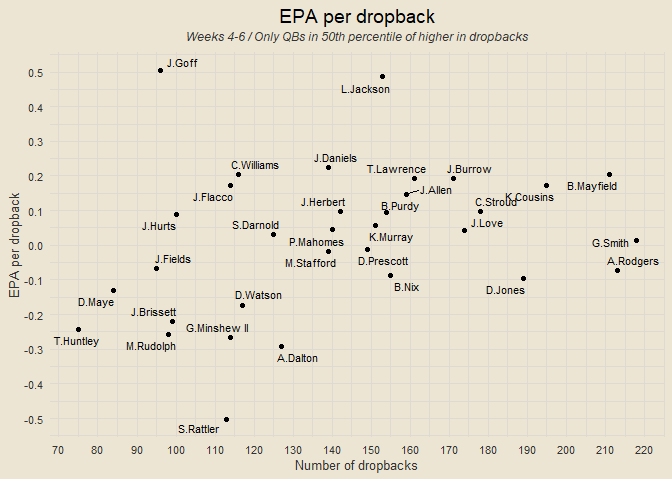 EPA per dropback
Weeks 4-6 / Only QBs in 50th percentile of higher in dropbacks
EPA per dropback
0.5
0.4
0.3
0.2
0.1
0.0
-0.1
-0.2
-0.3
-0.4
-0.5
J.Goff
L.Jackson
J.Daniels
C.Williams
T.Lawrence
J.Burrow
J.Flacco
J.Allen
B.Mayfield
K.Cousins
C.Stroud
J.Herbert
B.Purdy
J.Hurts
S.Darnold
J.Love
K.Murray
P.Mahomes
G.Smith
M.Stafford
D.Prescott
A.Rodgers
J.Fields
B.Nix
D.Jones
D.Maye
D.Watson
J.Brissett
G.Minshew II
T.Huntley
M.Rudolph
A.Dalton
S.Rattler
70 80 90 100 110 120 130 140 150 160 170 180 190 200 210 220
Number of dropbacks